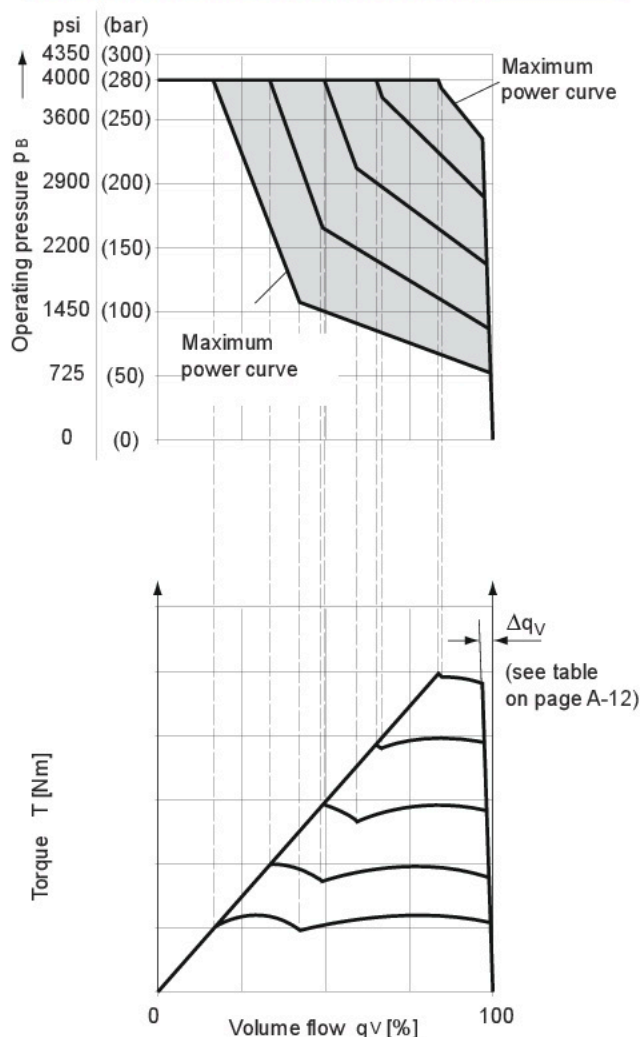 psi (bar)
4350 (300)
4000 (280)
3600 (250)
2900 (200)
2200 (150)
1450 (100)
725 (50)
0 (0)
Operating pressure pB
Maximum
power curve
Maximum
power curve
ΔqV
(see table
on page A-12)
Torque T [Nm]
0 100
Volume flow qV [%]